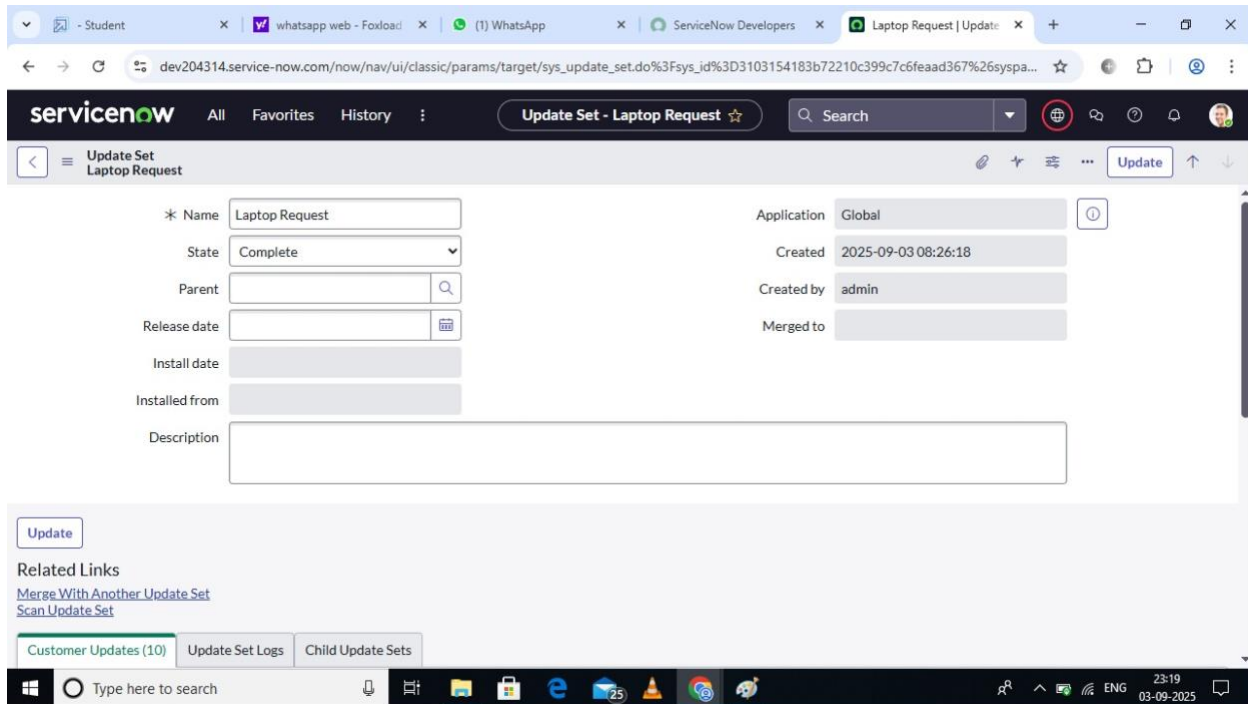 - Student
whatsapp web - Foxload
(1) WhatsApp
ServiceNow Developers
Laptop Request | Update
dev204314.service-now.com/now/nav/ui/classic/params/target/sys_update_set.do%3Fsys_id%3D3103154183b72210c399c7c6feaad367%26syspa...
servicenow All Favorites History Update Set - Laptop Request Search
Update Set
Laptop Request
Update
* Name Laptop Request
Application Global
State Complete
Created 2025-09-03 08:26:18
Parent
Created by admin
Release date
Merged to
Install date
Installed from
Description
Update
Related Links
Merge With Another Update Set
Scan Update Set
Customer Updates (10) Update Set Logs Child Update Sets
Type here to search
25
ENG
23:19
03-09-2025